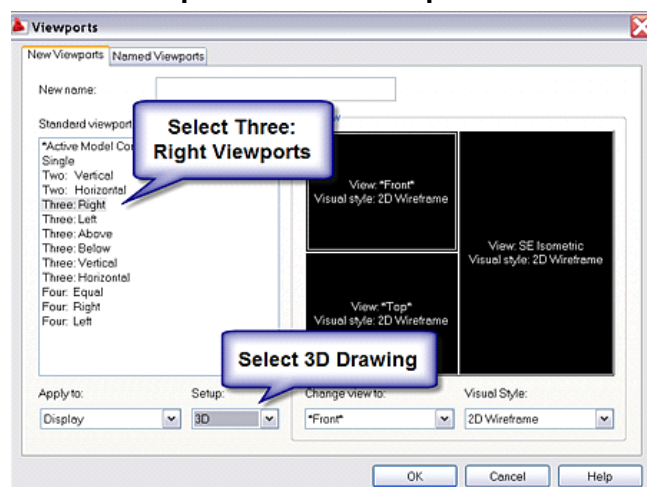 Viewports
New Viewports Named Viewports
New name:
Standard viewport
*Active Model Con
Single
Two: Vertical
Two: Horizontal
Three: Right
Three: Left
Three: Above
Three: Below
Three: Vertical
Three: Horizontal
Four: Equal
Four: Right
Four: Left
Select Three:
Right Viewports
View: *Front*
Visual style: 2D Wireframe
View: *Top*
Visual style: 2D Wireframe
View: SE Isometric
Visual style: 2D Wireframe
Select 3D Drawing
Apply to:
Display
Setup:
3D
Change view to:
*Front*
Visual Style:
2D Wireframe
OK Cancel Help